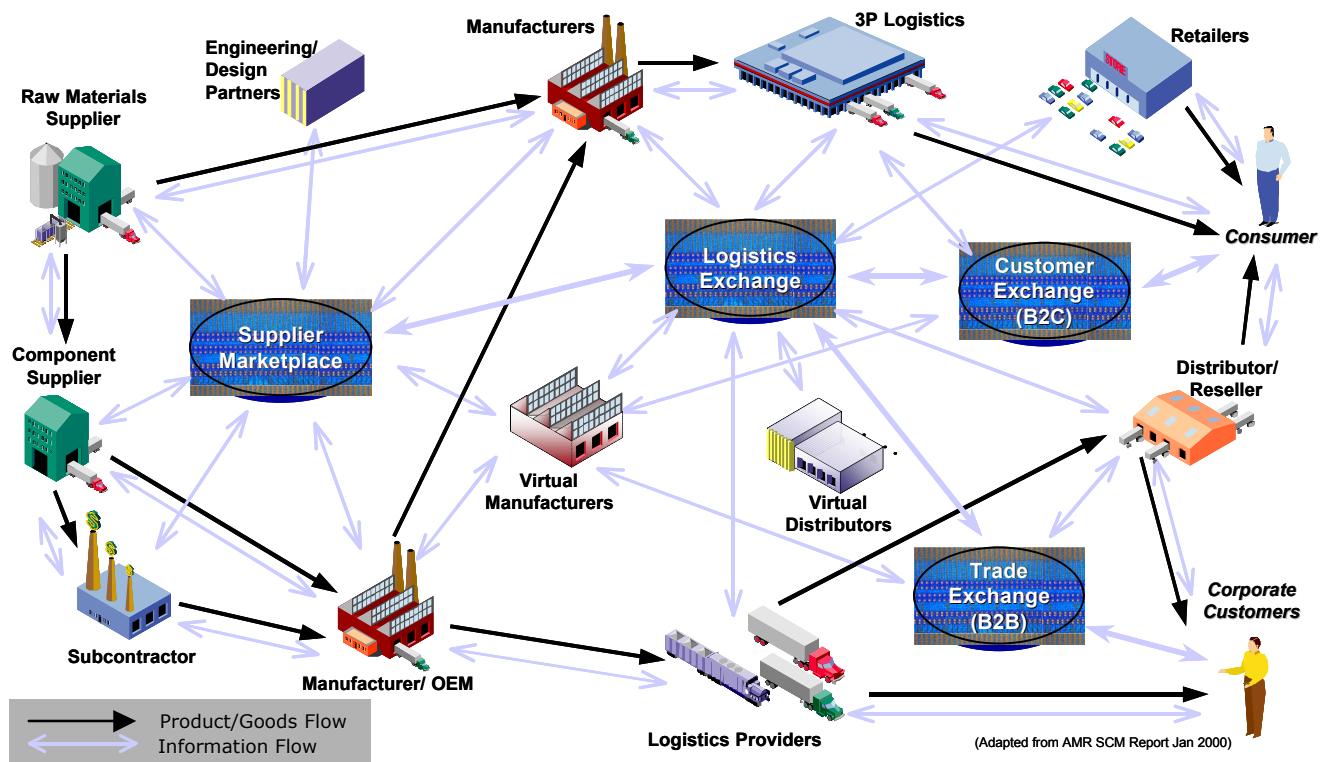 Manufacturers
3P Logistics
Retailers
STORE
Engineering/
Design
Partners
Raw Materials
Supplier
Consumer
Logistics
Exchange
Customer
Exchange
(B2C)
Supplier
Marketplace
Component
Supplier
Distributor/
Reseller
Virtual
Manufacturers
Virtual
Distributors
Trade
Exchange
(B2B)
Corporate
Customers
Subcontractor
Manufacturer/ OEM
Logistics Providers
Product/Goods Flow
Information Flow
(Adapted from AMR SCM Report Jan 2000)